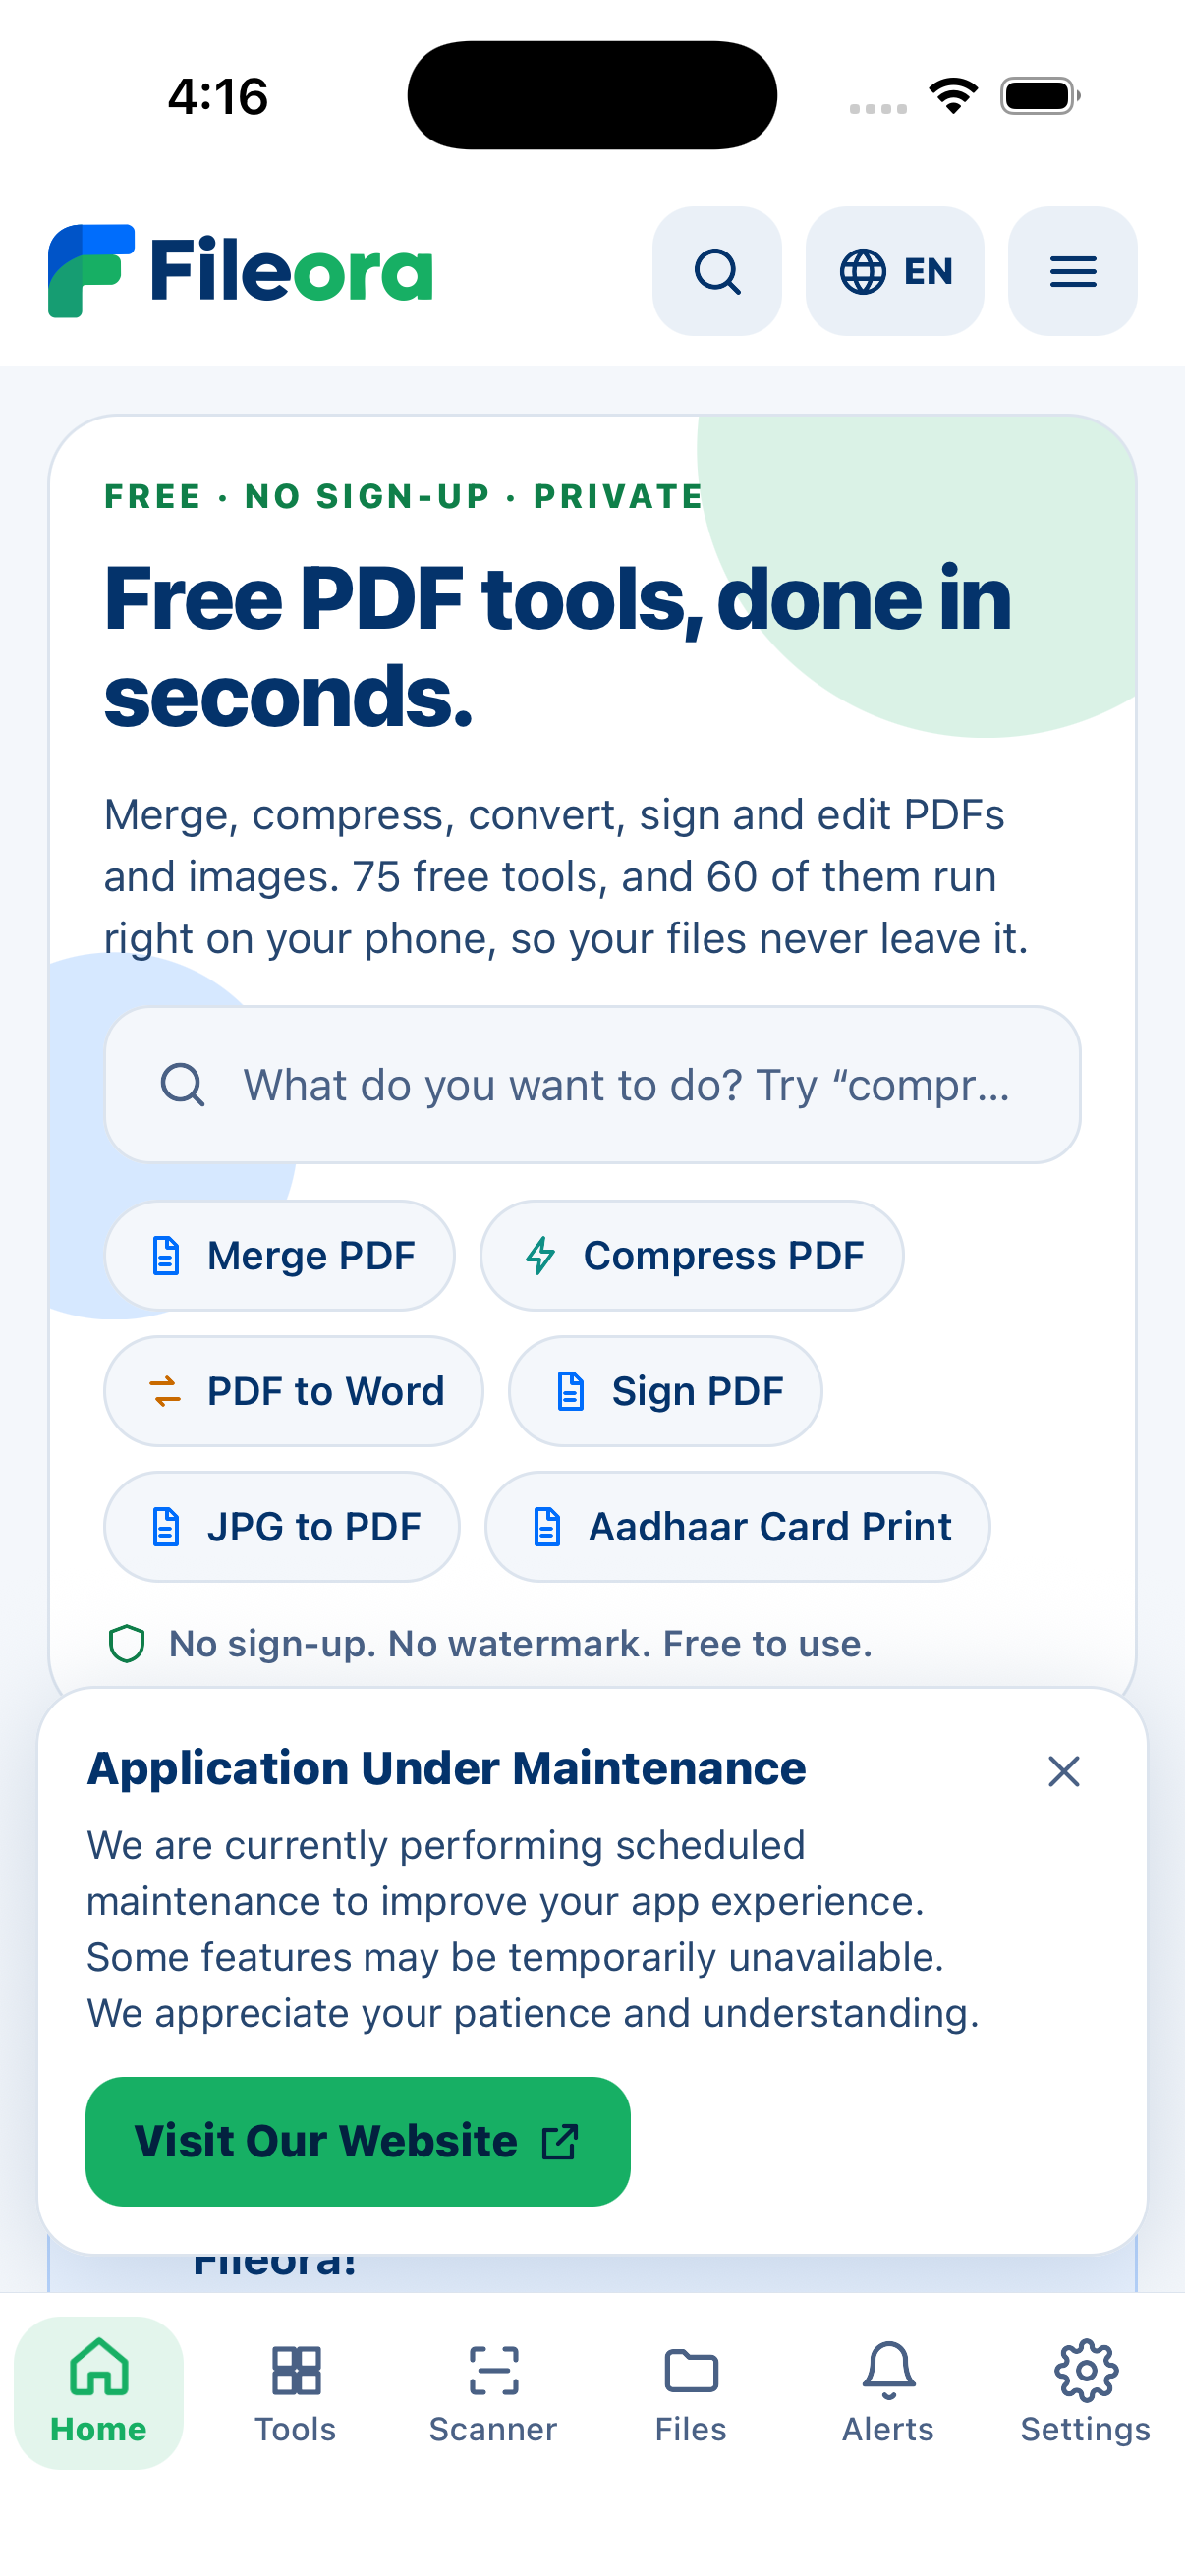 4:16
Fileora
EN
FREE · NO SIGN-UP · PRIVATE
Free PDF tools, done in
seconds.
Merge, compress, convert, sign and edit PDFs
and images. 75 free tools, and 60 of them run
right on your phone, so your files never leave it.
What do you want to do? Try “compr...
Merge PDF
Compress PDF
PDF to Word
Sign PDF
JPG to PDF
Aadhaar Card Print
No sign-up. No watermark. Free to use.
Application Under Maintenance
We are currently performing scheduled
maintenance to improve your app experience.
Some features may be temporarily unavailable.
We appreciate your patience and understanding.
Visit Our Website
Fileora!
Home
Tools
Scanner
Files
Alerts
Settings